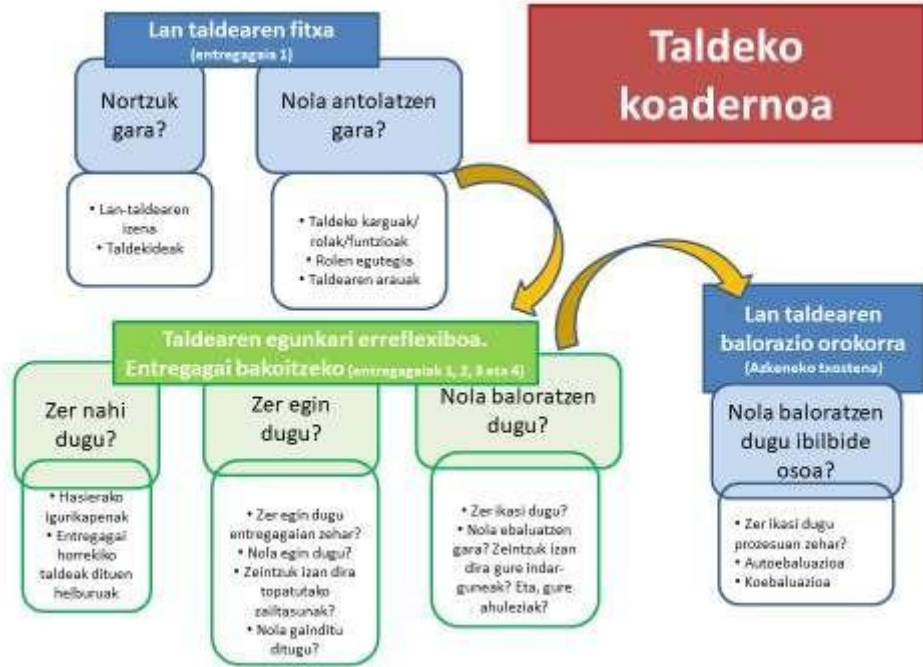 Lan taldearen fitxa
(entregagaia 1)
Taldeko
koadernoa
Nortzuk
gara?
Nola antolatzen
gara?
• Lan-taldearen
izena
• Taldekideak
• Taldeko karguak/
rolak/funtzioak
• Rolen egutegia
• Taldearen arauak
Taldearen egunkari erreflexiboa.
Entregagai bakoitzeko (entregagaiak 1, 2, 3 eta 4)
Zer nahi
dugu?
• Hasierako
igurikapenak
• Entregagai
horrekiko
taldeak dituen
helburuak
Zer egin
dugu?
• Zer egin dugu
entregagaian zehar?
• Nola egin dugu?
• Zeintzuk izan dira
topatutako
zailtasunak?
• Nola gainditu
ditugu?
Nola baloratzen
dugu?
• Zer ikasi dugu?
• Nola ebaluatzen
gara? Zeintzuk izan
dira gure indar-
guneak? Eta, gure
ahuleziak?
Lan taldearen
balorazio orokorra
(Azkeneko txostena)
Nola baloratzen
dugu ibilbide
osoa?
• Zer ikasi dugu
prozesuan zehar?
• Autoebaluazioa
• Koebaluazioa